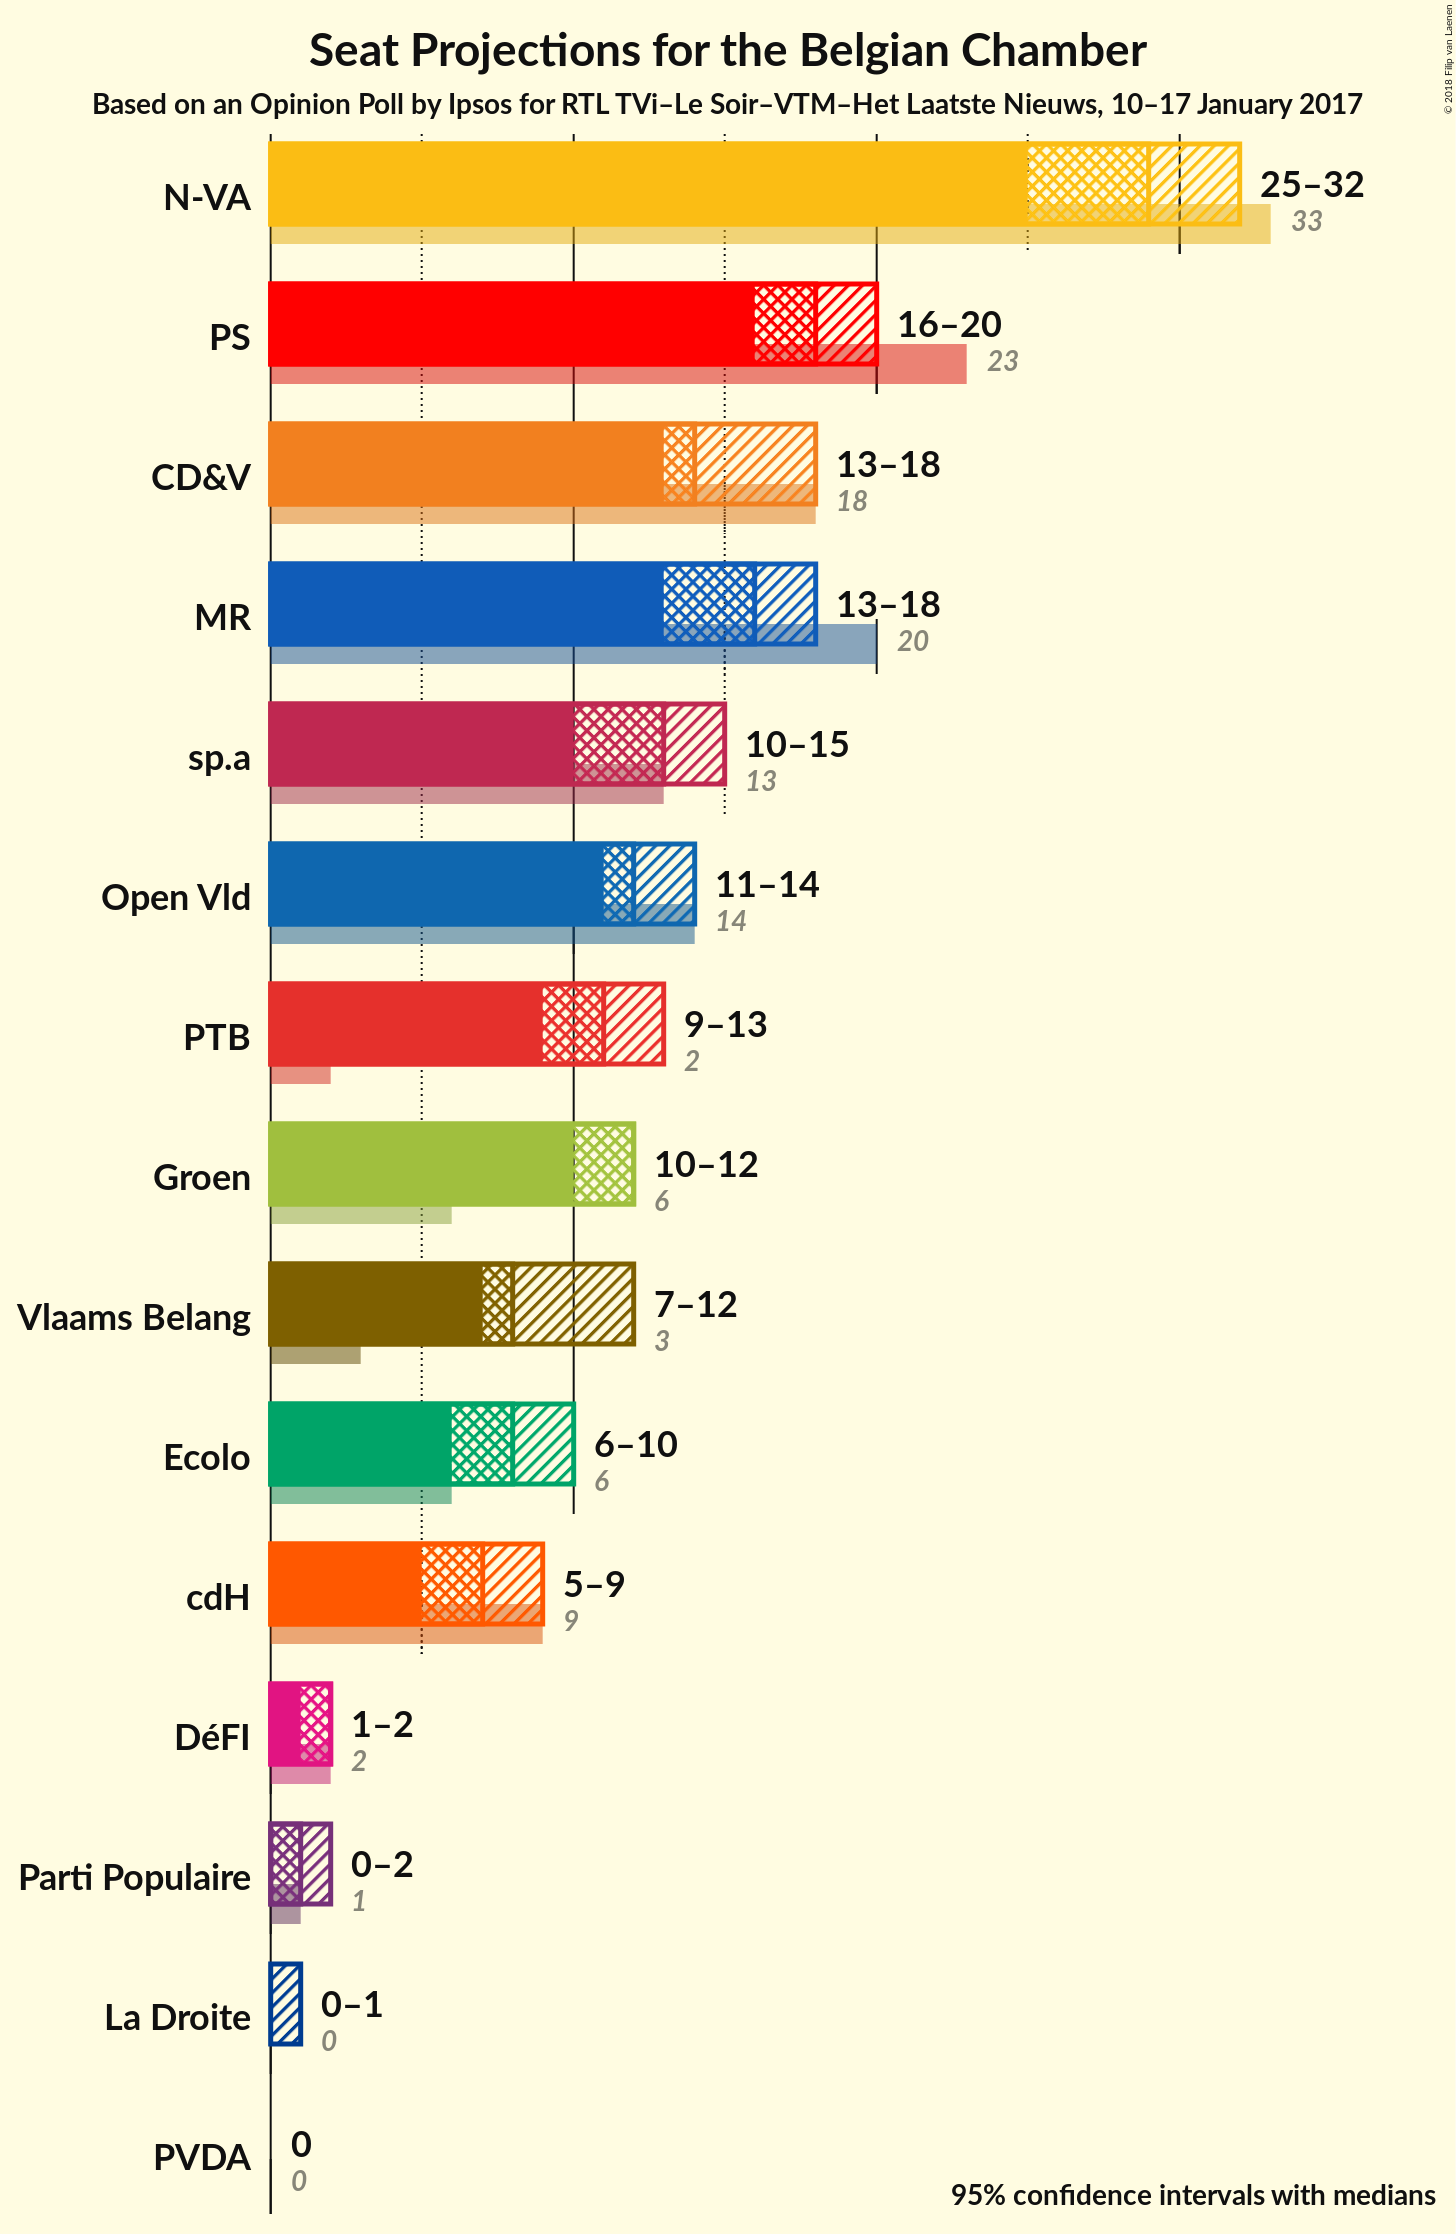 Seat Projections for the Belgian Chamber
Based on an Opinion Poll by Ipsos for RTL TVi–Le Soir–VTM–Het Laatste Nieuws, 10–17 January 2017
© 2018 Filip van Laenen
N-VA
25–32
33
PS
16–20
23
CD&V
13–18
18
MR
13–18
20
sp.a
10–15
13
Open Vld
11–14
14
PTB
9–13
2
Groen
10–12
6
Vlaams Belang
7–12
3
Ecolo
6–10
6
cdH
5–9
9
DéFI
1–2
2
Parti Populaire
0–2
1
La Droite
0–1
0
PVDA
0
0
95% confidence intervals with medians